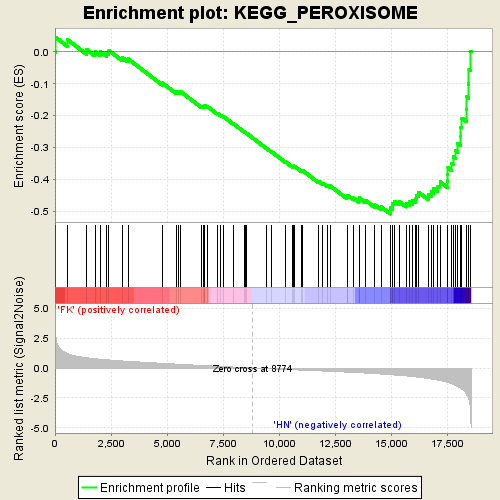 Enrichment plot: KEGG_PEROXISOME
Enrichment score (ES)
0.0
-0.1
-0.2
-0.3
-0.4
-0.5
'FK' (positively correlated)
Ranked list metric (Signal2Noise)
5.0
2.5
0.0
-2.5
-5.0
Zero cross at 8774
'HN' (negatively correlated)
0 2,500 5,000 7,500 10,000 12,500 15,000 17,500
Rank in Ordered Dataset
Enrichment profile Hits Ranking metric scores